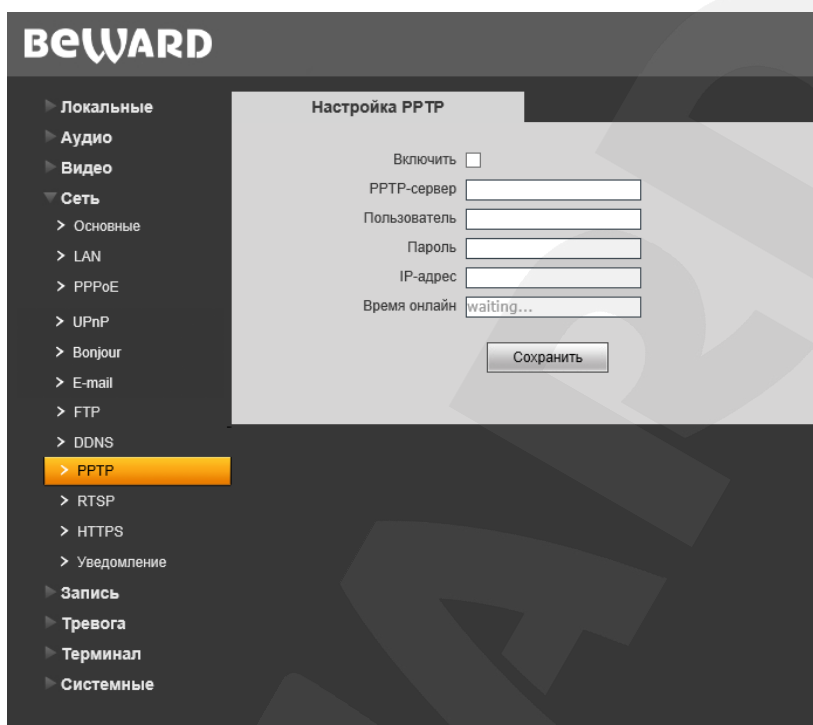 BEWARD
Локальные
Аудио
Видео
Сеть
Основные
LAN
PPPoE
UPnP
Bonjour
E-mail
FTP
DDNS
PPTP
RTSP
HTTPS
Уведомление
Запись
Тревога
Терминал
Системные
Настройка PPTP
Включить
PPTP-сервер
Пользователь
Пароль
IP-адрес
Время онлайн waiting...
Сохранить